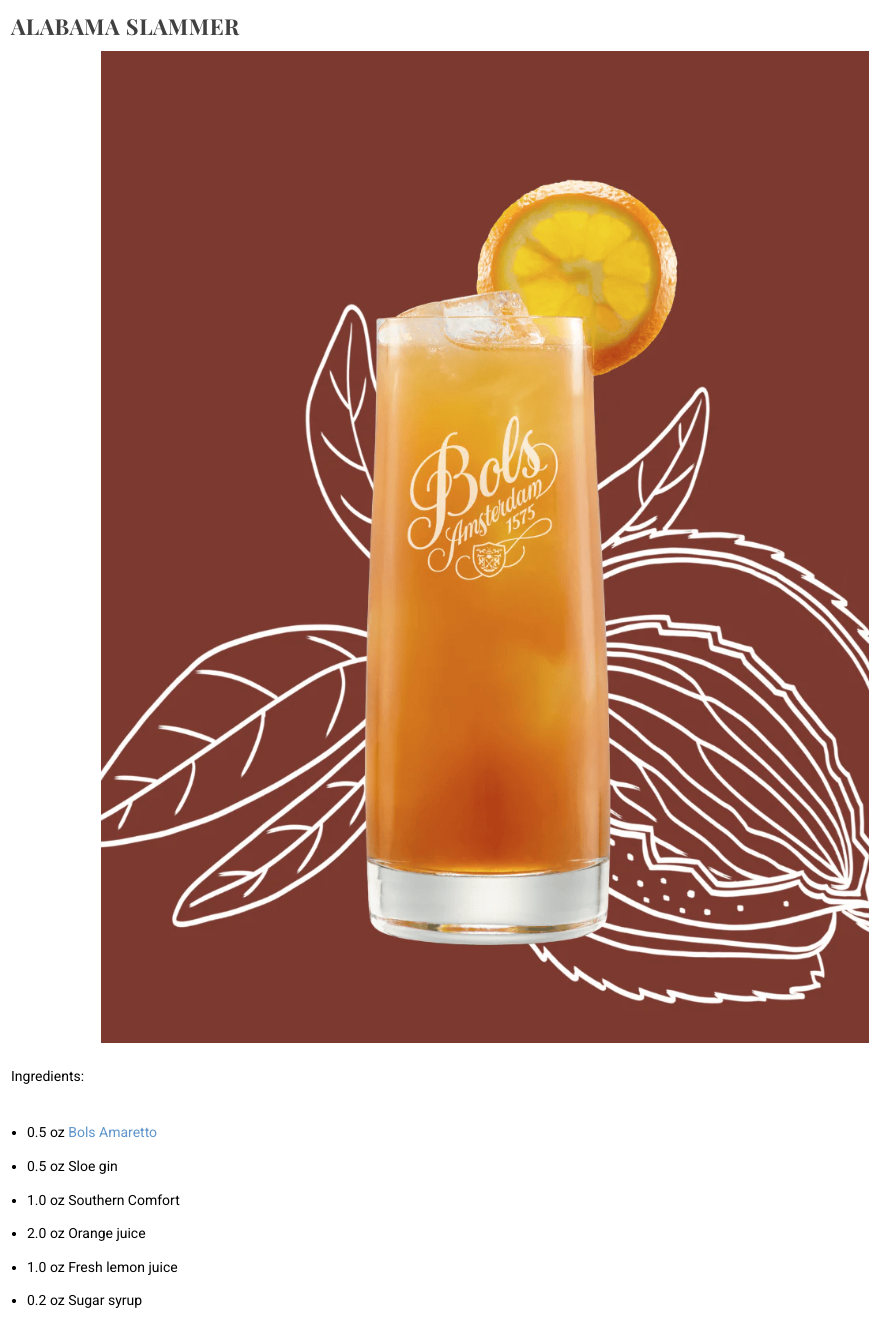 ALABAMA SLAMMER
Bols
Amsterdam
1575
Ingredients:
• 0.5 oz Bols Amaretto
• 0.5 oz Sloe gin
• 1.0 oz Southern Comfort
• 2.0 oz Orange juice
• 1.0 oz Fresh lemon juice
• 0.2 oz Sugar syrup